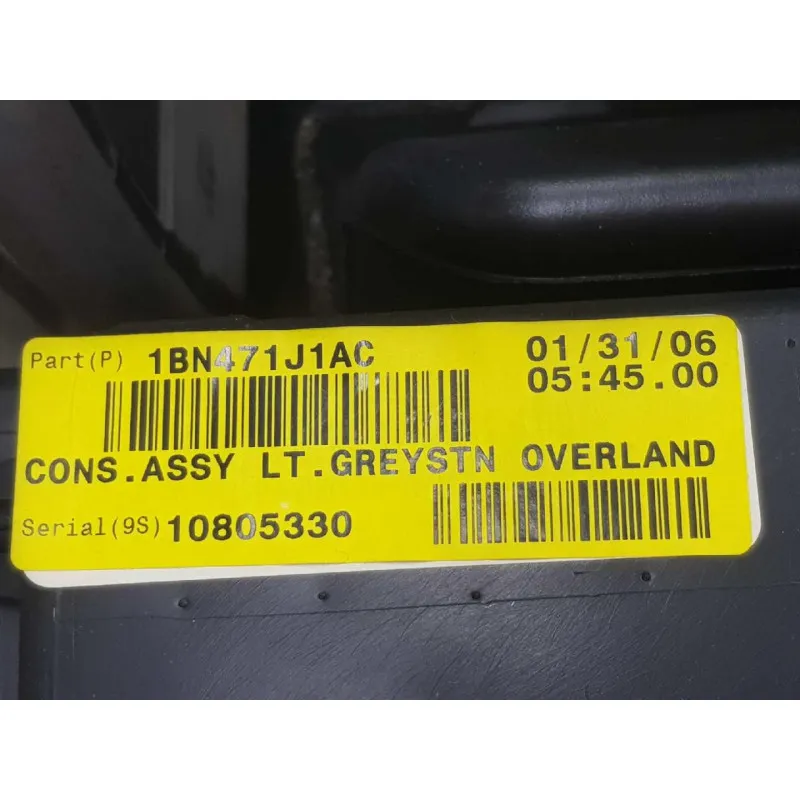 Part(P) 1BN471J1AC 01/31/06
05:45.00
CONS.ASSY LT.GREYSTN OVERLAND
Serial(9S) 10805330